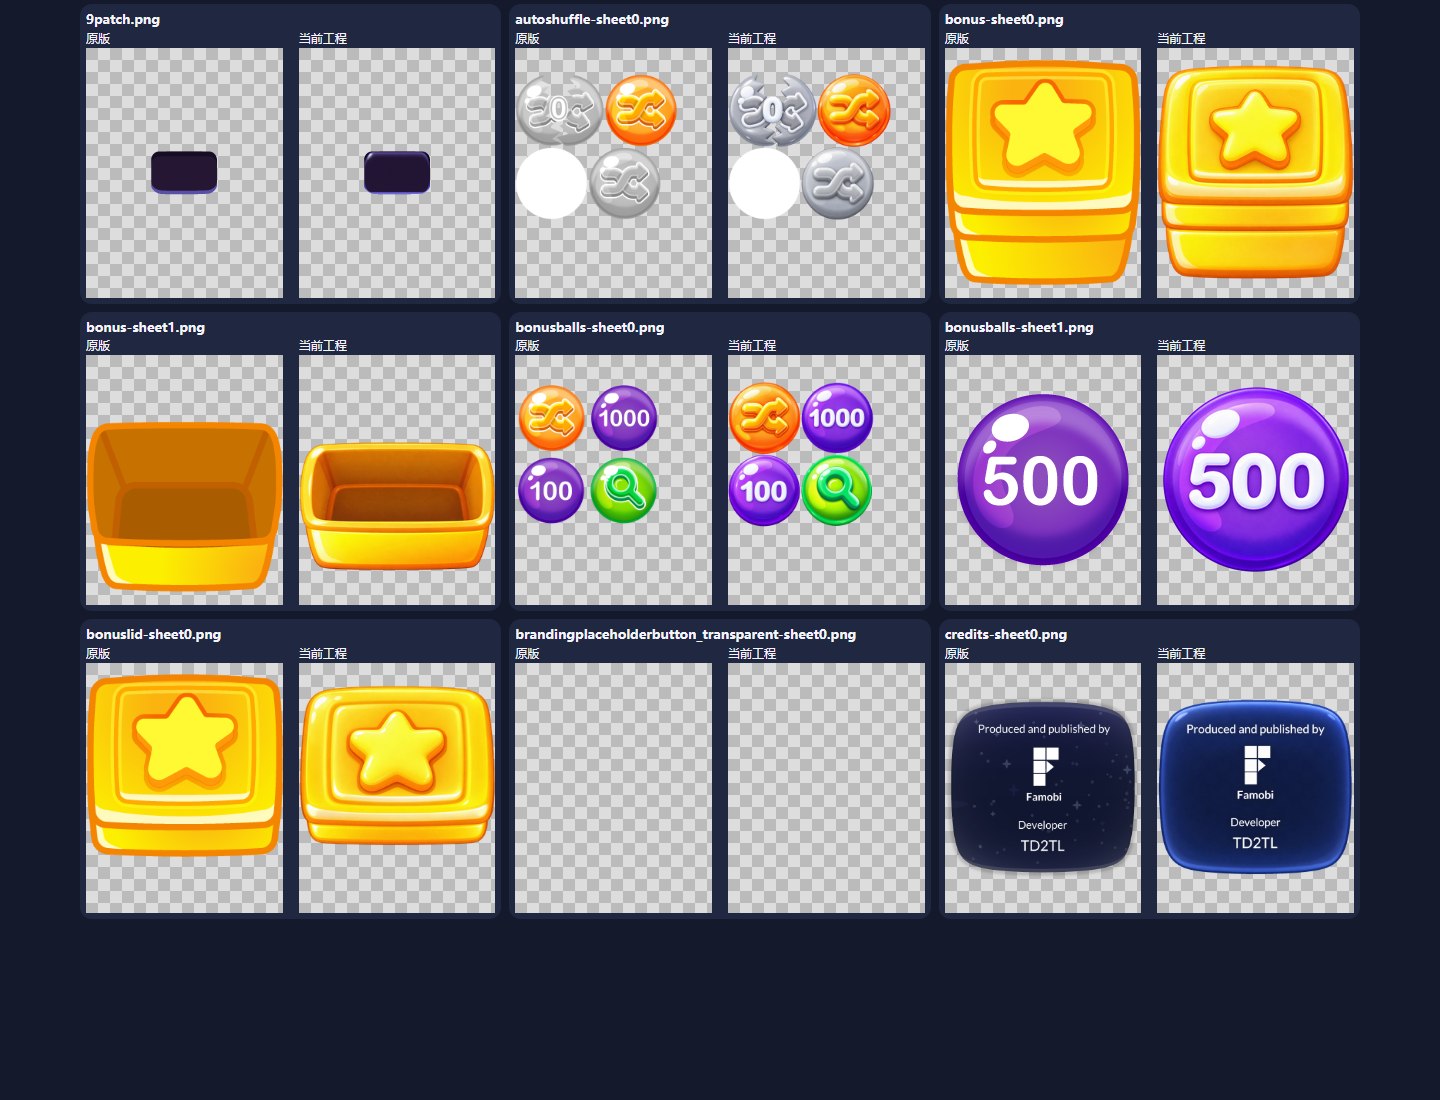 9patch.png
原版 当前工程
autoshuffle-sheet0.png
原版 当前工程
0 0
bonus-sheet0.png
原版 当前工程
bonus-sheet1.png
原版 当前工程
bonusballs-sheet0.png
原版 当前工程
1000 1000
100 100
bonusballs-sheet1.png
原版 当前工程
500 500
bonuslid-sheet0.png
原版 当前工程
brandingplaceholderbutton_transparent-sheet0.png
原版 当前工程
credits-sheet0.png
原版 当前工程
Produced and published by
Famobi
Developer
TD2TL
Produced and published by
Famobi
Developer
TD2TL